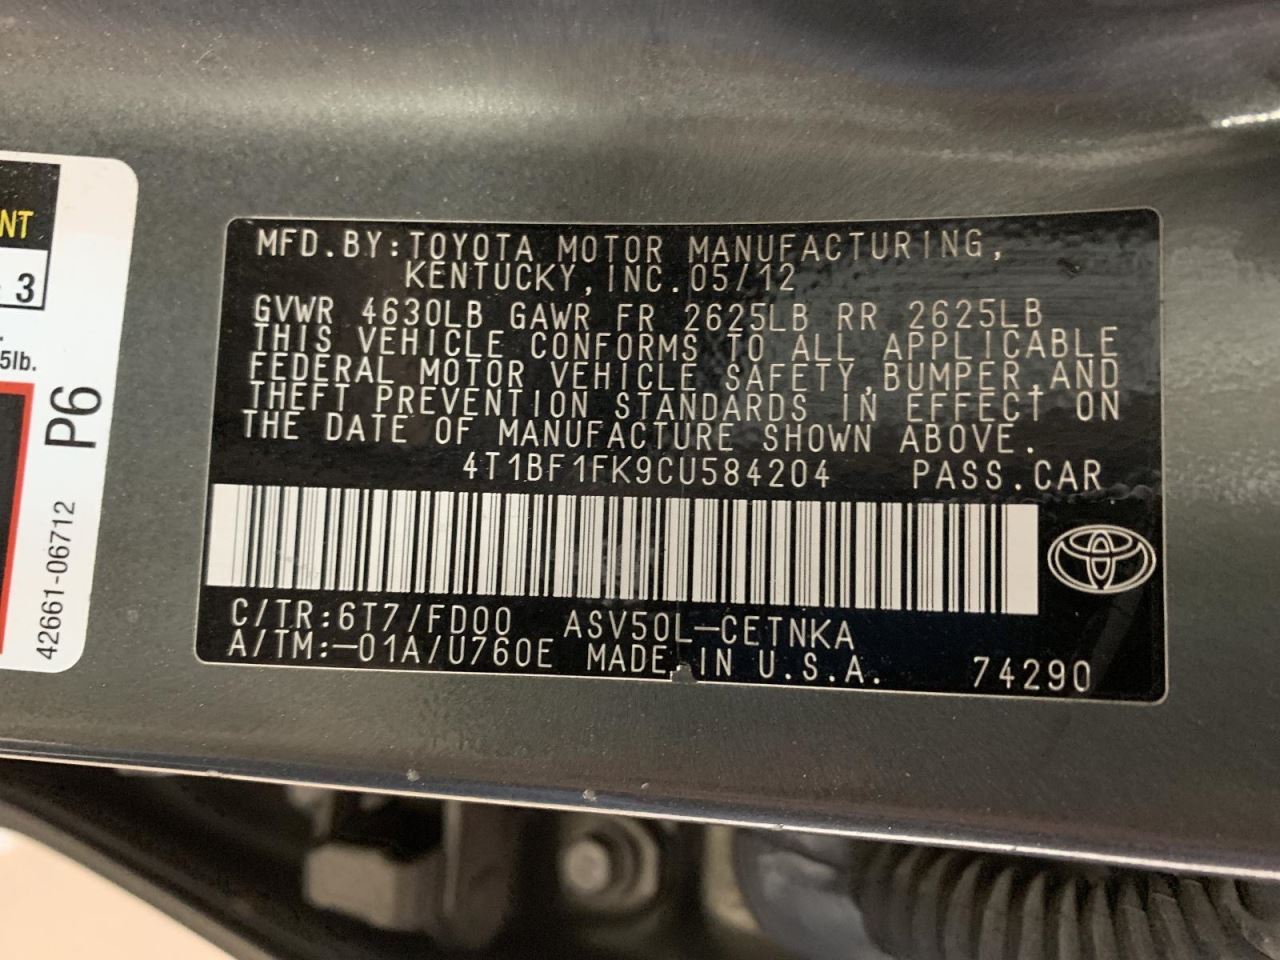 NT
3
5lb.
P6
42661-06712
MFD.BY:TOYOTA MOTOR MANUFACTURING,
KENTUCKY,INC.05/12
GVWR 4630LB GAWR FR 2625LB RR 2625LB
THIS VEHICLE CONFORMS TO ALL APPLICABLE
FEDERAL MOTOR VEHICLE SAFETY,BUMPER,AND
THEFT PREVENTION STANDARDS IN EFFECT ON
THE DATE OF MANUFACTURE SHOWN ABOVE.
4T1BF1FK9CU584204 PASS.CAR
C/TR:6T7/FD00 ASV50L-CETNKA
A/TM:-01A/U760E MADE IN U.S.A. 74290